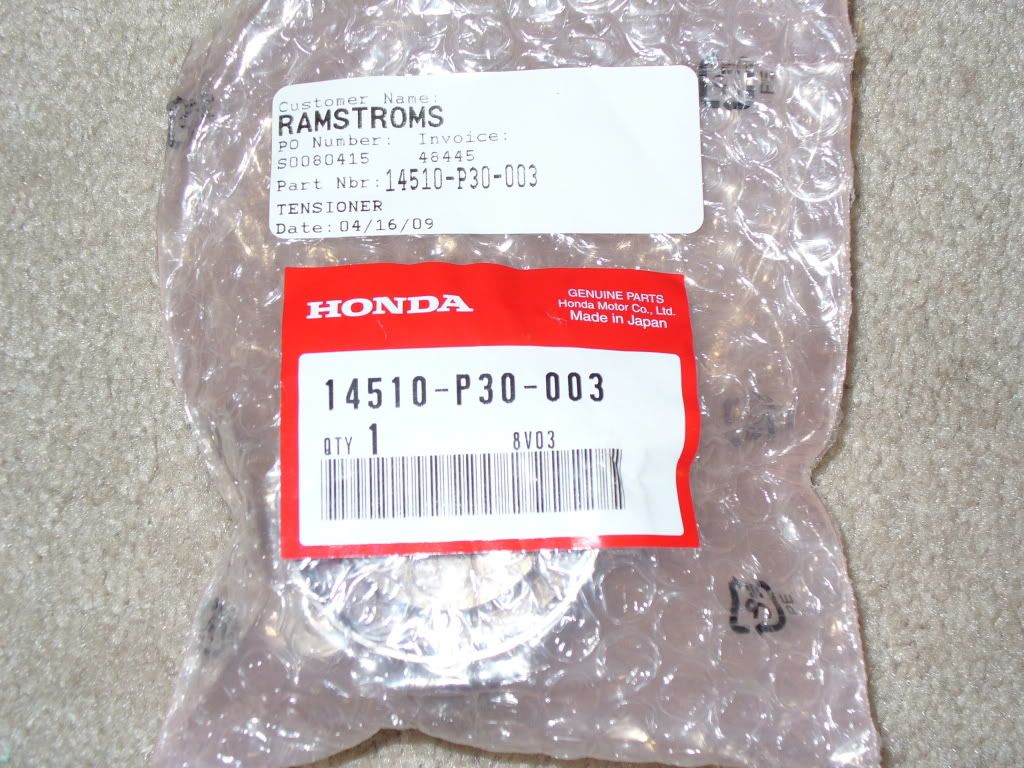 Customer Name:
RAMSTROMS
PO Number: Invoice:
S0080415 48445
Part Nbr: 14510-P30-003
TENSIONER
Date: 04/16/09
HONDA
GENUINE PARTS
Honda Motor Co., Ltd.
Made in Japan
14510-P30-003
QTY 1 8V03
PE